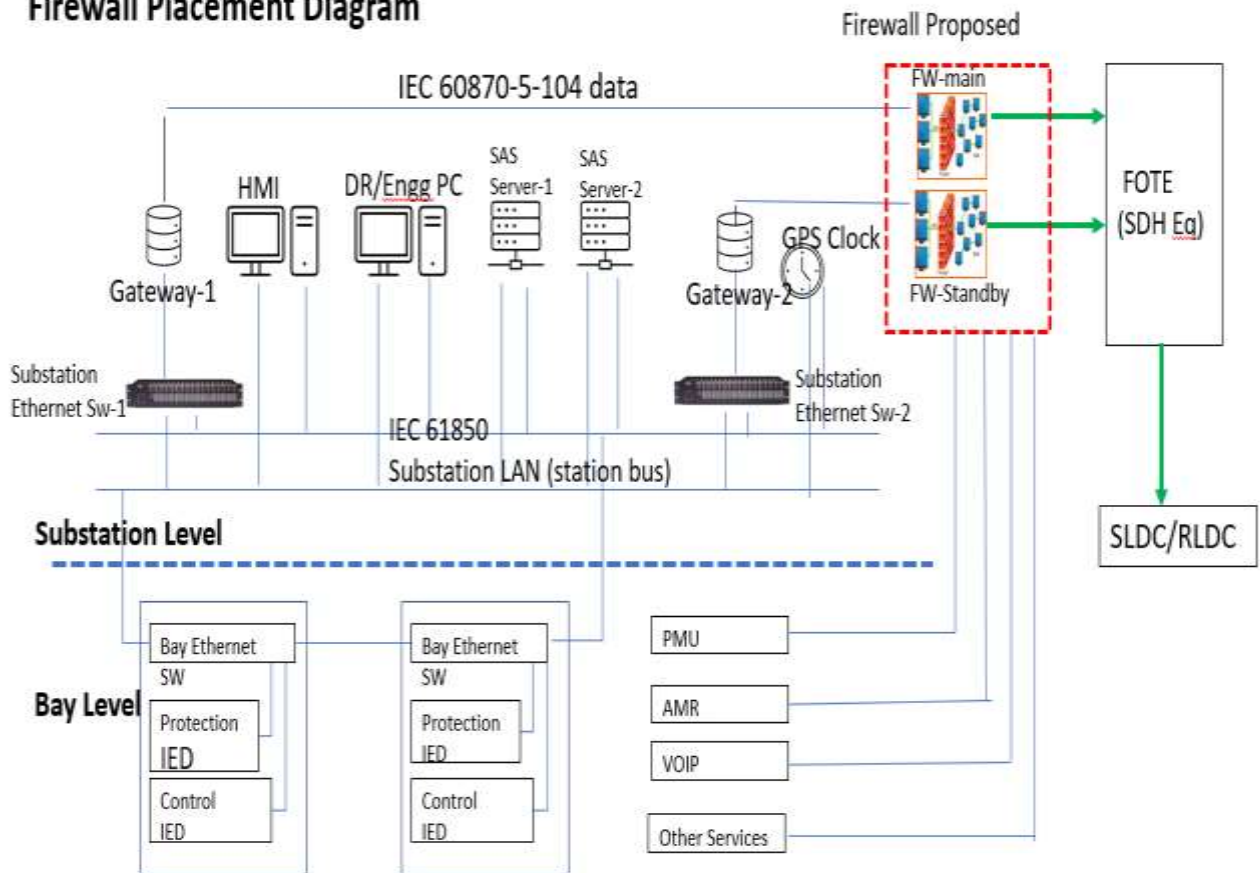 Firewall Placement Diagram
Firewall Proposed
IEC 60870-5-104 data
FW-main
HMI
DR/Engg PC
SAS
Server-1
SAS
Server-2
FOTE
(SDH Eq)
GPS Clock
Gateway-1
Gateway-2
FW-Standby
Substation
Ethernet Sw-1
Substation
Ethernet Sw-2
IEC 61850
Substation LAN (station bus)
Substation Level
SLDC/RLDC
Bay Ethernet
SW
Bay Ethernet
SW
PMU
Bay Level
Protection
IED
Protection
IED
AMR
VOIP
Control
IED
Control
IED
Other Services